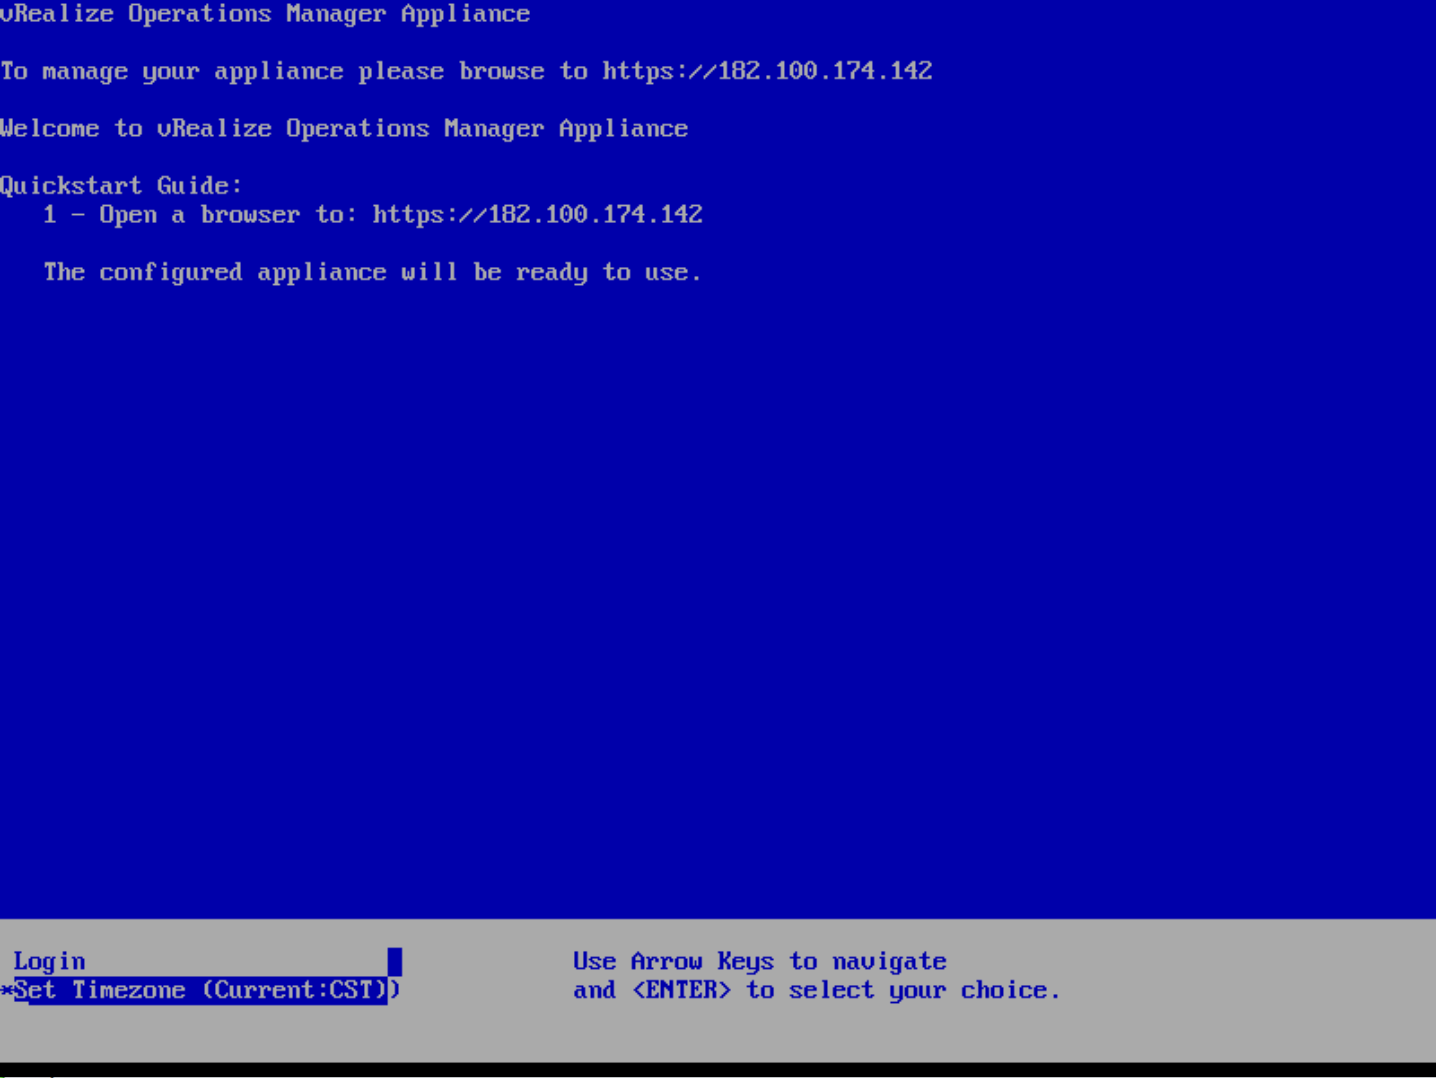 vRealize Operations Manager Appliance
To manage your appliance please browse to https://182.100.174.142
Welcome to vRealize Operations Manager Appliance
Quickstart Guide:
1 - Open a browser to: https://182.100.174.142
The configured appliance will be ready to use.
Login
*Set Timezone (Current:CST))
Use Arrow Keys to navigate
and <ENTER> to select your choice.